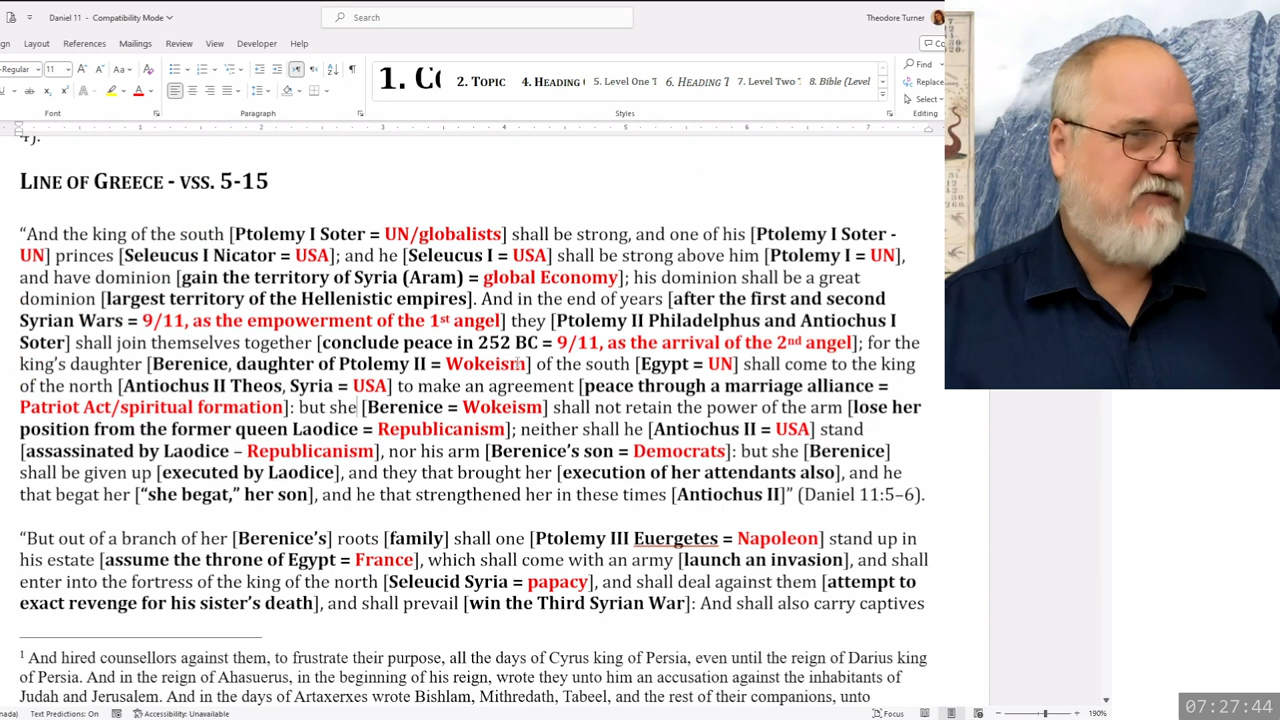 Daniel 11 - Compatibility Mode
Search
Theodore Turner
Layout References Mailings Review View Developer Help
Regular 11
1. 2. Topic 4. Heading 5. Level One 6. Heading 7. Level Two 8. Bible (Level
Find
Replace
Select
Font Paragraph Styles Editing
Line of Greece - vss. 5-15
“And the king of the south [Ptolemy I Soter = UN/globalists] shall be strong, and one of his [Ptolemy I Soter -
UN] princes [Seleucus I Nicator = USA]; and he [Seleucus I = USA] shall be strong above him [Ptolemy I = UN],
and have dominion [gain the territory of Syria (Aram) = global Economy]; his dominion shall be a great
dominion [largest territory of the Hellenistic empires]. And in the end of years [after the first and second
Syrian Wars = 9/11, as the empowerment of the 1st angel] they [Ptolemy II Philadelphus and Antiochus I
Soter] shall join themselves together [conclude peace in 252 BC = 9/11, as the arrival of the 2nd angel]; for the
king’s daughter [Berenice, daughter of Ptolemy II = Wokeism] of the south [Egypt = UN] shall come to the king
of the north [Antiochus II Theos, Syria = USA] to make an agreement [peace through a marriage alliance =
Patriot Act/spiritual formation]: but she [Berenice = Wokeism] shall not retain the power of the arm [lose her
position from the former queen Laodice = Republicanism]; neither shall he [Antiochus II = USA] stand
[assassinated by Laodice – Republicanism], nor his arm [Berenice’s son = Democrats]: but she [Berenice]
shall be given up [executed by Laodice], and they that brought her [execution of her attendants also], and he
that begat her [“she begat,” her son], and he that strengthened her in these times [Antiochus II]” (Daniel 11:5–6).
“But out of a branch of her [Berenice’s] roots [family] shall one [Ptolemy III Euergetes = Napoleon] stand up in
his estate [assume the throne of Egypt = France], which shall come with an army [launch an invasion], and shall
enter into the fortress of the king of the north [Seleucid Syria = papacy], and shall deal against them [attempt to
exact revenge for his sister’s death], and shall prevail [win the Third Syrian War]: And shall also carry captives
1 And hired counsellors against them, to frustrate their purpose, all the days of Cyrus king of Persia, even until the reign of Darius king
of Persia. And in the reign of Ahasuerus, in the beginning of his reign, wrote they unto him an accusation against the inhabitants of
Judah and Jerusalem. And in the days of Artaxerxes wrote Bishlam, Mithredath, Tabeel, and the rest of their companions, unto
Text Predictions: On Accessibility: Unavailable Focus 190%
07:27:44